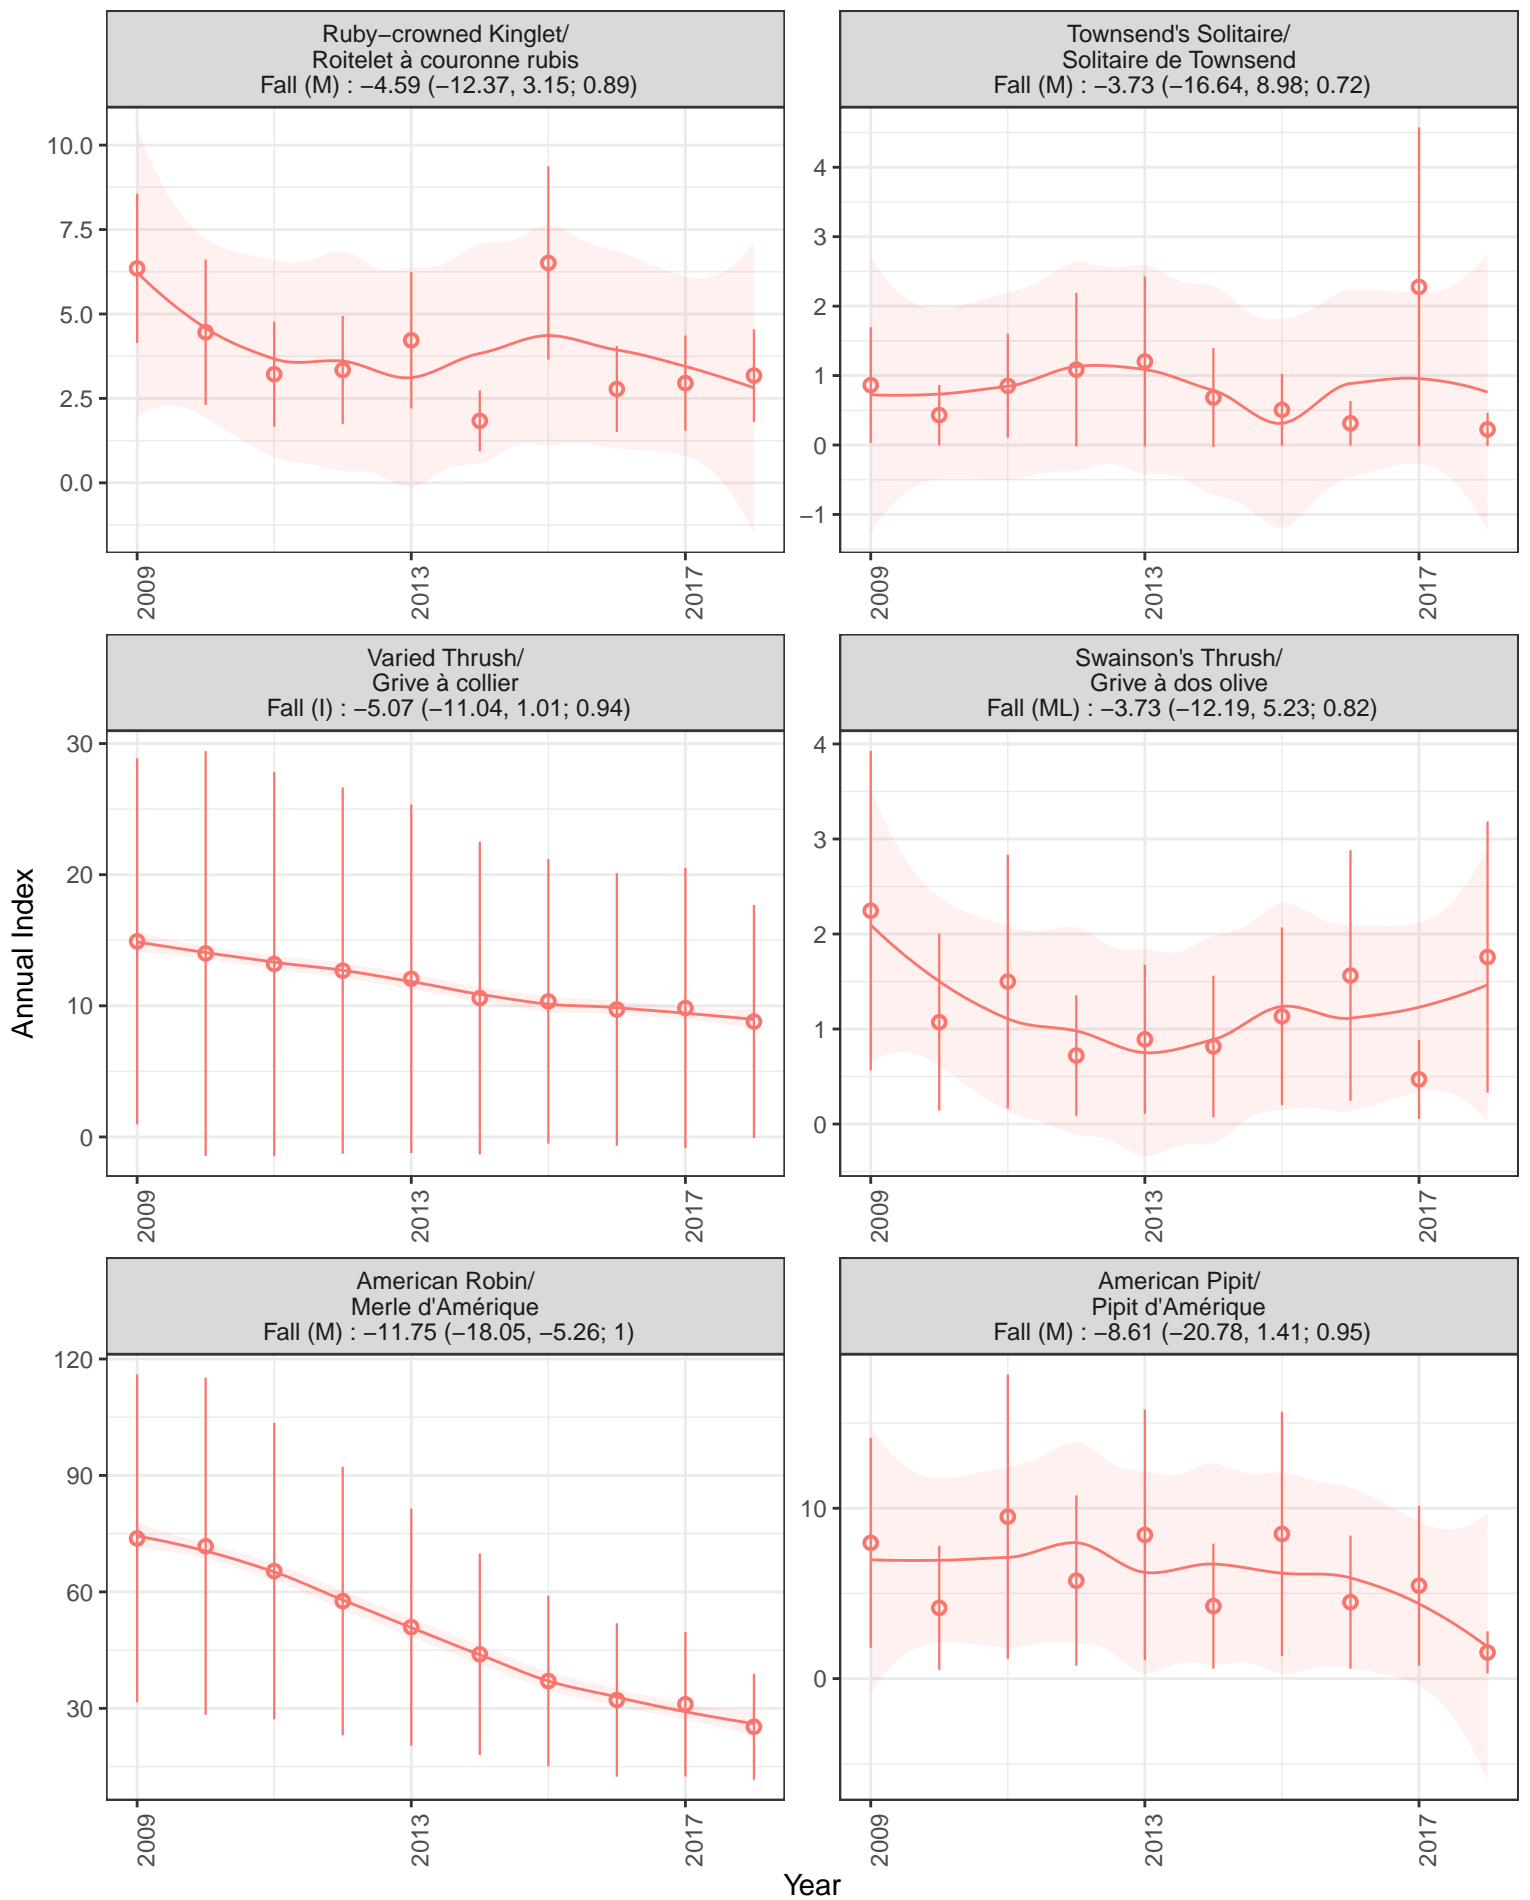 Ruby−crowned Kinglet/
Roitelet à couronne rubis
Fall (M) : −4.59 (−12.37, 3.15; 0.89)
10.0
7.5
5.0
2.5
0.0
2009
2013
2017
Townsend's Solitaire/
Solitaire de Townsend
Fall (M) : −3.73 (−16.64, 8.98; 0.72)
4
3
2
1
0
−1
2009
2013
2017
Varied Thrush/
Grive à collier
Fall (I) : −5.07 (−11.04, 1.01; 0.94)
30
20
10
0
2009
2013
2017
Swainson's Thrush/
Grive à dos olive
Fall (ML) : −3.73 (−12.19, 5.23; 0.82)
4
3
2
1
0
2009
2013
2017
American Robin/
Merle d'Amérique
Fall (M) : −11.75 (−18.05, −5.26; 1)
120
90
60
30
2009
2013
2017
American Pipit/
Pipit d'Amérique
Fall (M) : −8.61 (−20.78, 1.41; 0.95)
10
0
2009
2013
2017
Annual Index
Year